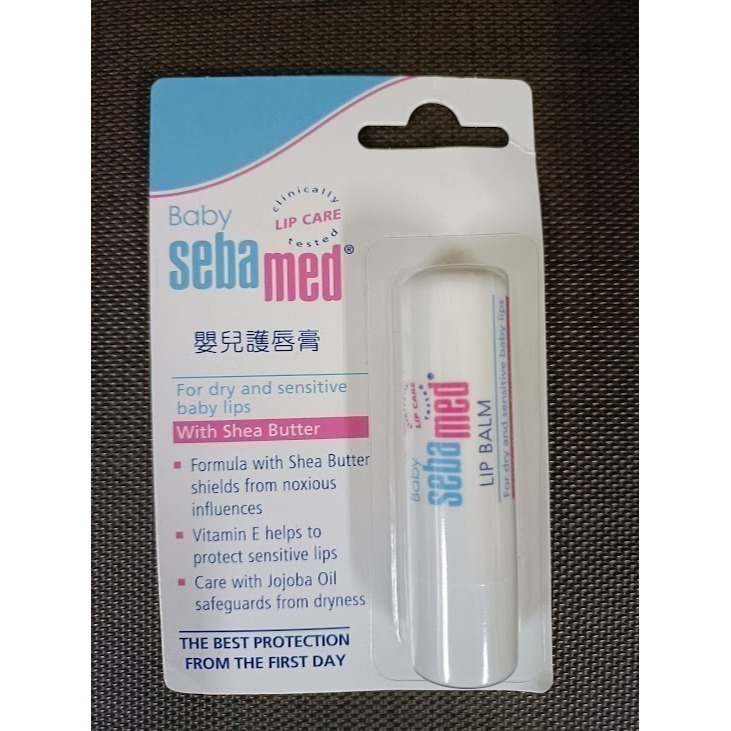 Baby
clinically
LIP CARE
tested
sebamed®
嬰兒護唇膏
For dry and sensitive
baby lips
With Shea Butter
▪ Formula with Shea Butter
shields from noxious
influences
▪ Vitamin E helps to
protect sensitive lips
▪ Care with Jojoba Oil
safeguards from dryness
THE BEST PROTECTION
FROM THE FIRST DAY
Baby
sebamed®
LIP CARE
tested
LIP BALM
For dry and sensitive baby lips